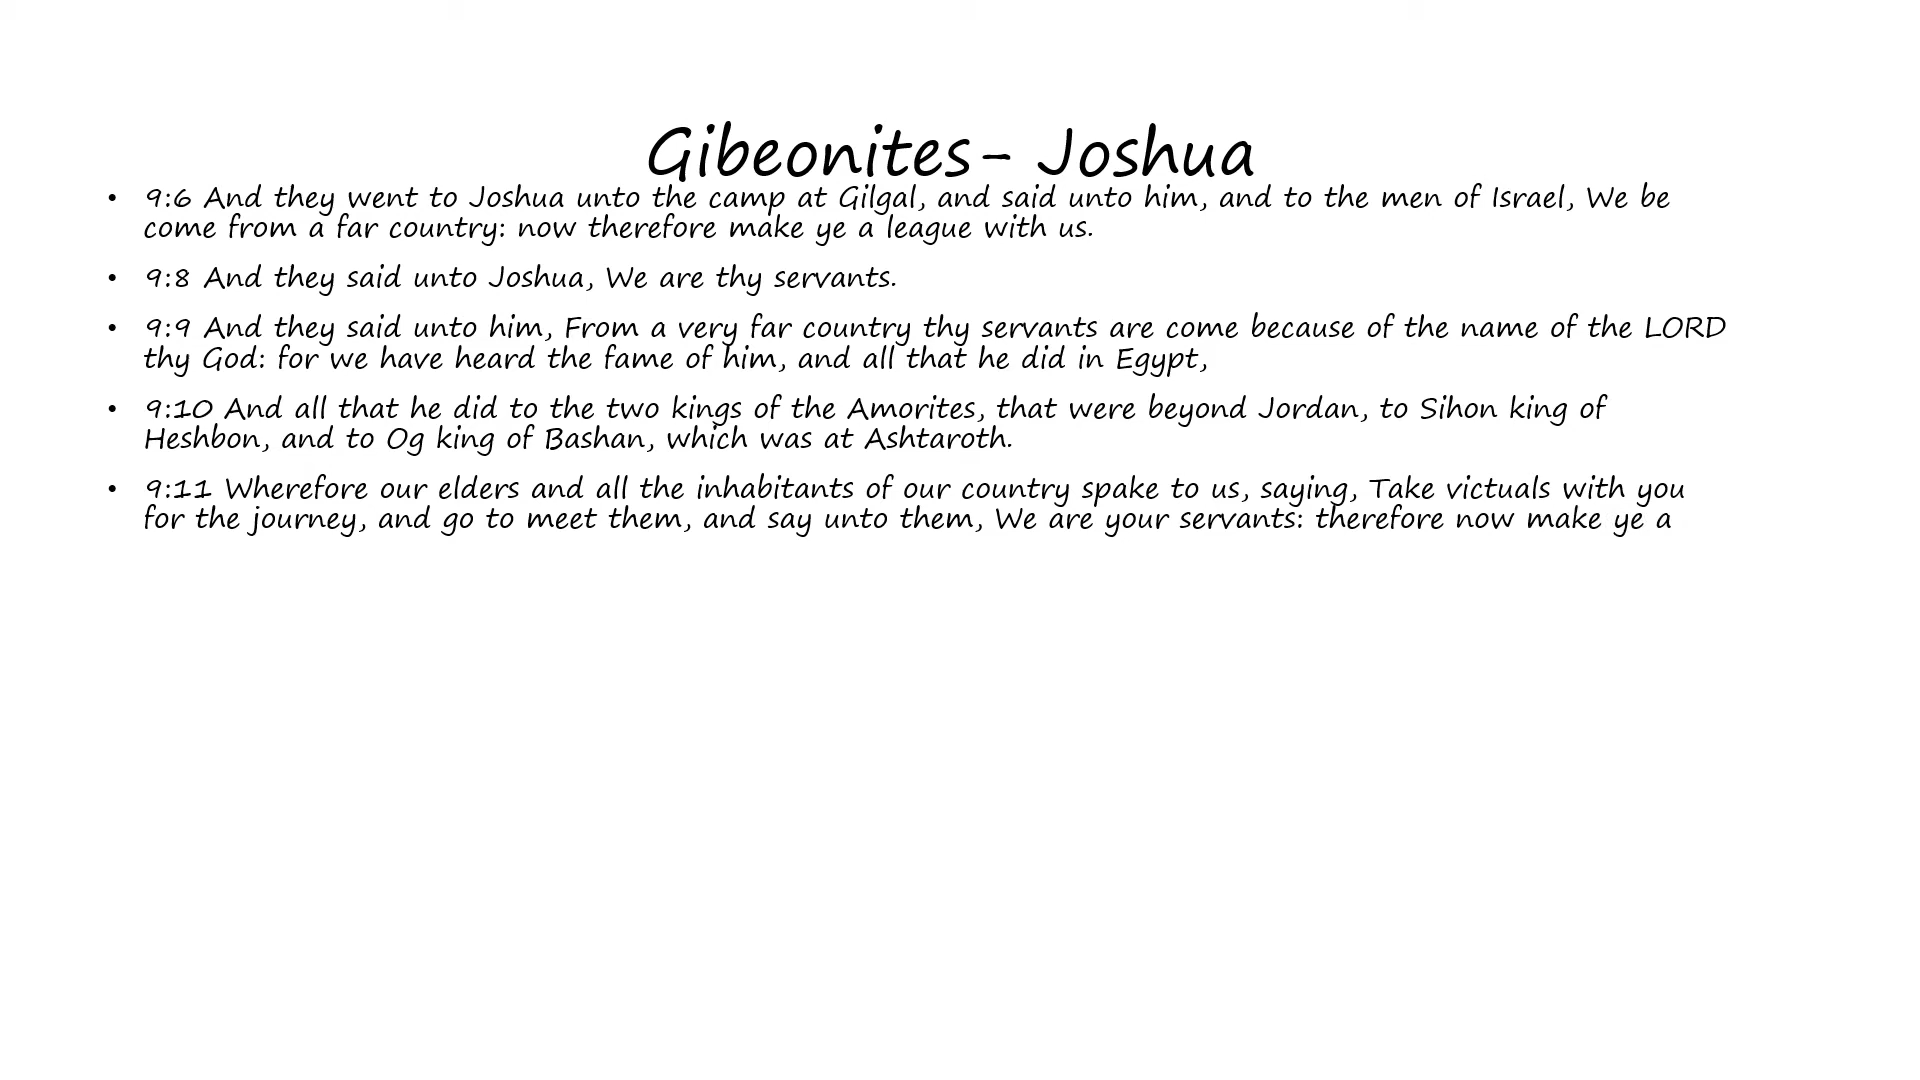 Gibeonites- Joshua
• 9:6 And they went to Joshua unto the camp at Gilgal, and said unto him, and to the men of Israel, We be
come from a far country: now therefore make ye a league with us.
• 9:8 And they said unto Joshua, We are thy servants.
• 9:9 And they said unto him, From a very far country thy servants are come because of the name of the LORD
thy God: for we have heard the fame of him, and all that he did in Egypt,
• 9:10 And all that he did to the two kings of the Amorites, that were beyond Jordan, to Sihon king of
Heshbon, and to Og king of Bashan, which was at Ashtaroth.
• 9:11 Wherefore our elders and all the inhabitants of our country spake to us, saying, Take victuals with you
for the journey, and go to meet them, and say unto them, We are your servants: therefore now make ye a